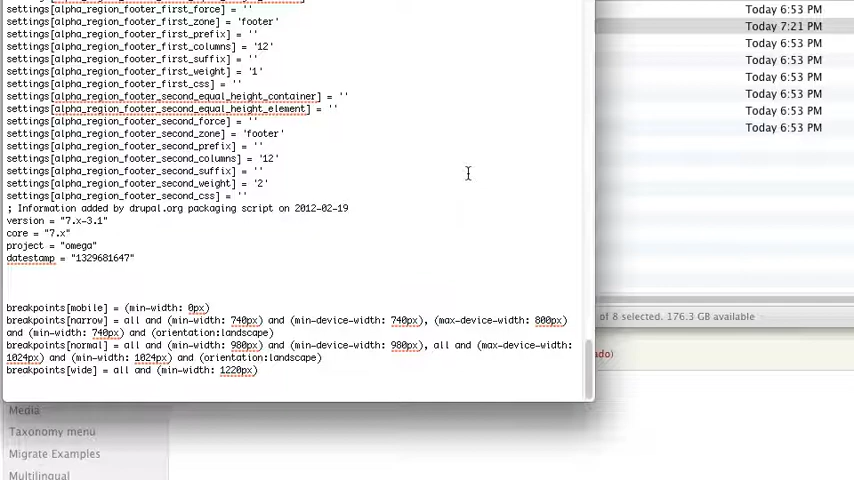 settings[alpha_region_footer_first_force] = ''
settings[alpha_region_footer_first_zone] = 'footer'
settings[alpha_region_footer_first_prefix] = ''
settings[alpha_region_footer_first_columns] = '12'
settings[alpha_region_footer_first_suffix] = ''
settings[alpha_region_footer_first_weight] = '1'
settings[alpha_region_footer_first_css] = ''
settings[alpha_region_footer_second_equal_height_container] = ''
settings[alpha_region_footer_second_equal_height_element] = ''
settings[alpha_region_footer_second_force] = ''
settings[alpha_region_footer_second_zone] = 'footer'
settings[alpha_region_footer_second_prefix] = ''
settings[alpha_region_footer_second_columns] = '12'
settings[alpha_region_footer_second_suffix] = ''
settings[alpha_region_footer_second_weight] = '2'
settings[alpha_region_footer_second_css] = ''
; Information added by drupal.org packaging script on 2012-02-19
version = "7.x-3.1"
core = "7.x"
project = "omega"
datestamp = "1329681647"
breakpoints[mobile] = (min-width: 0px)
breakpoints[narrow] = all and (min-width: 740px) and (min-device-width: 740px), (max-device-width: 800px)
and (min-width: 740px) and (orientation:landscape)
breakpoints[normal] = all and (min-width: 980px) and (min-device-width: 980px), all and (max-device-width:
1024px) and (min-width: 1024px) and (orientation:landscape)
breakpoints[wide] = all and (min-width: 1220px)
Today 6:53 PM
Today 7:21 PM
Today 6:53 PM
Today 6:53 PM
Today 6:53 PM
Today 6:53 PM
Today 6:53 PM
Today 6:53 PM
of 8 selected, 176.3 GB available
ado)
Media
Taxonomy menu
Migrate Examples
Multilingual